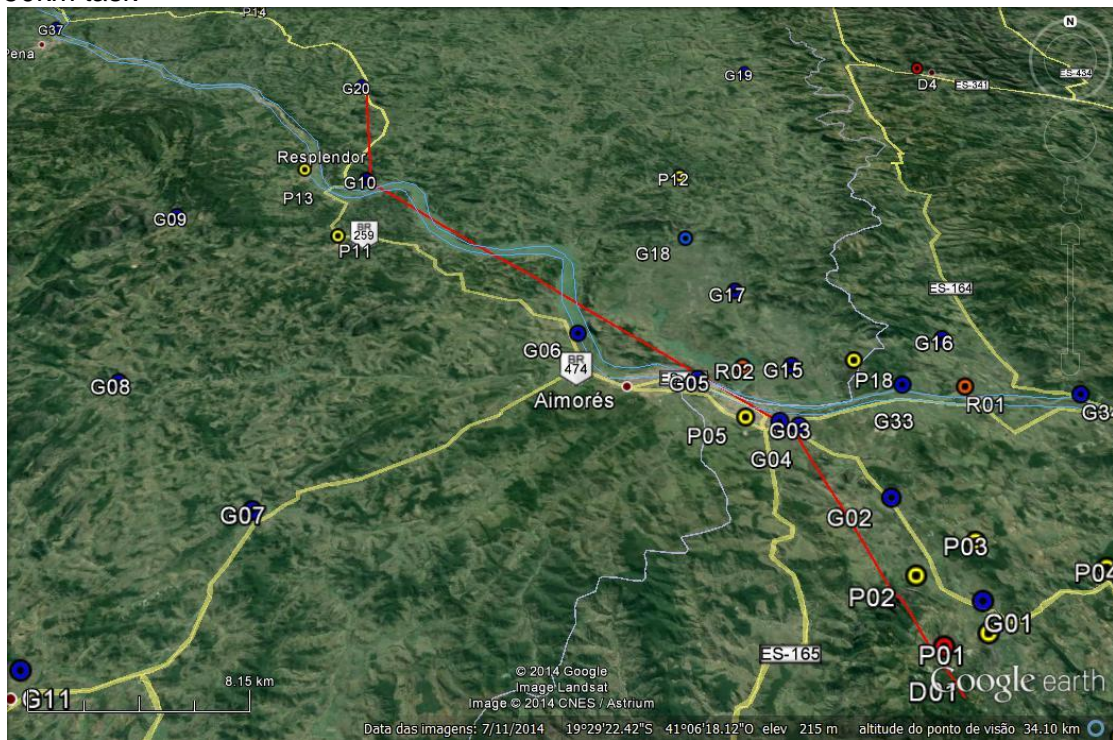 G37
P14
Pena
G20
G19
D4
ES-341
ES-434
N
Resplendor
G10
P13
P12
G09
BR
259
P11
G18
G17
ES-164
G06
BR
474
G16
G08
R02
G15
P18
G05
Aimorés
R01
G33
P05
G03
G04
G07
G02
P03
P04
P02
G01
ES-165
P01
D01
G11
8.15 km
© 2014 Google
Image Landsat
Image © 2014 CNES / Astrium
Google earth
Data das imagens: 7/11/2014 19°29'22.42"S 41°06'18.12"O elev 215 m altitude do ponto de visão 34.10 km